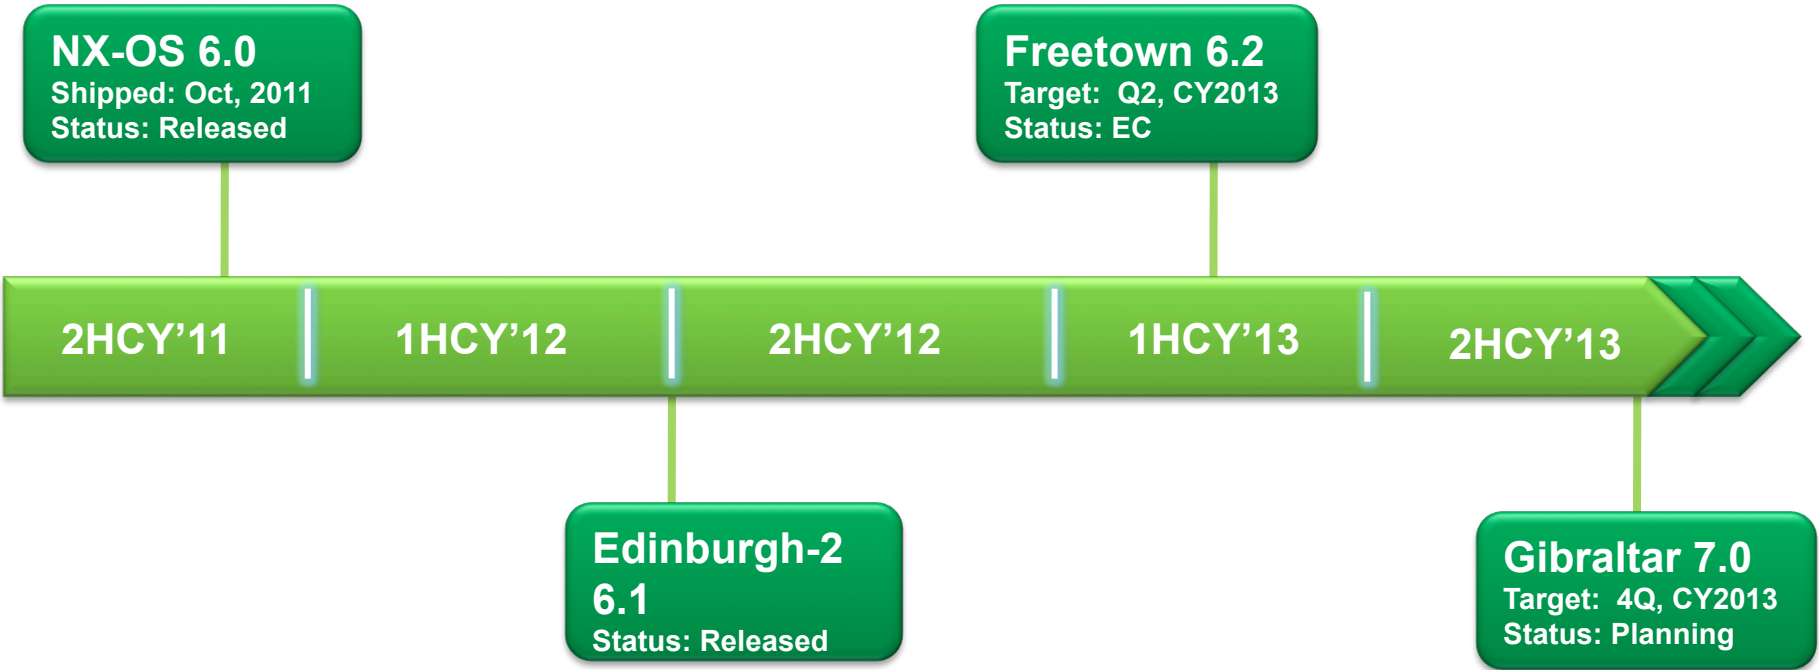 NX-OS 6.0
Shipped: Oct, 2011
Status: Released
Freetown 6.2
Target:  Q2, CY2013
Status: EC
2HCY’11
1HCY’12
2HCY’12
1HCY’13
2HCY’13
Edinburgh-2
6.1
Status: Released
Gibraltar 7.0
Target:  4Q, CY2013
Status: Planning